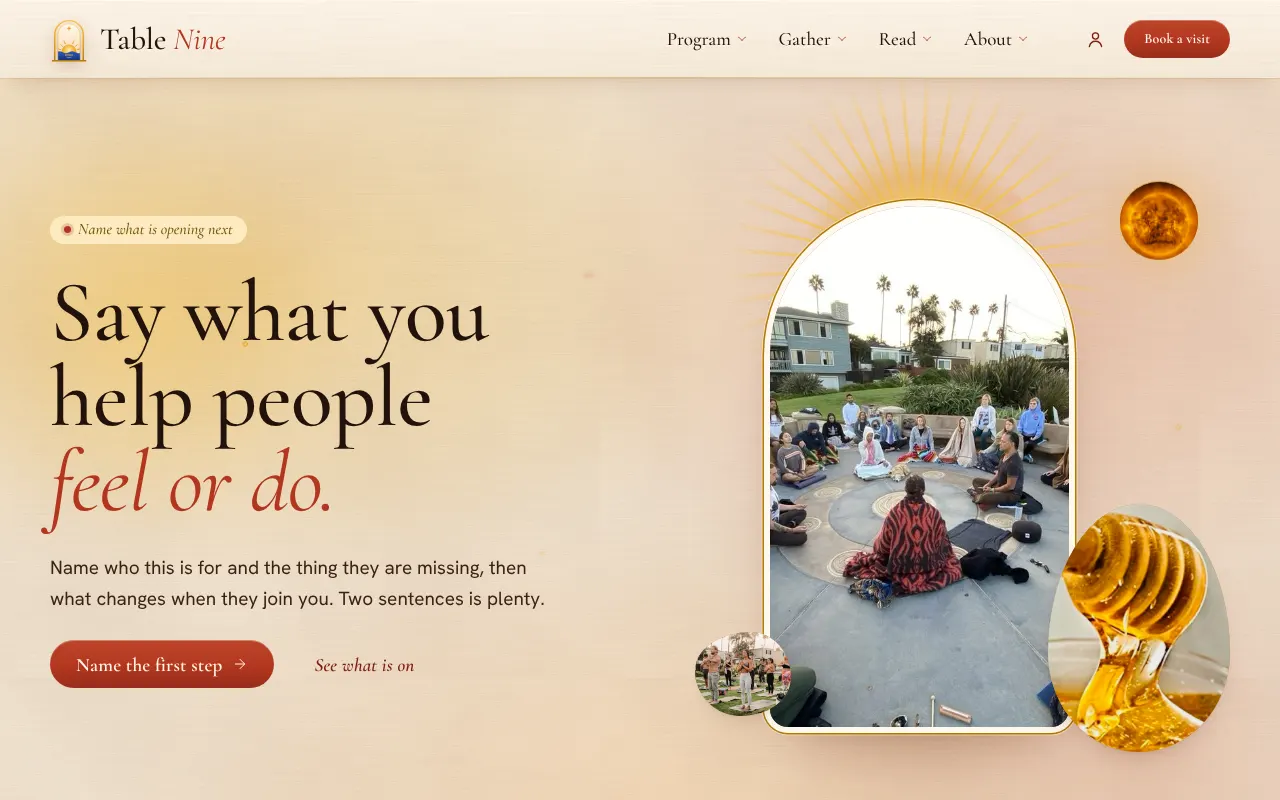 Table Nine
Program
Gather
Read
About
Book a visit
Name what is opening next
Say what you
help people
feel or do.
Name who this is for and the thing they are missing, then
what changes when they join you. Two sentences is plenty.
Name the first step
See what is on